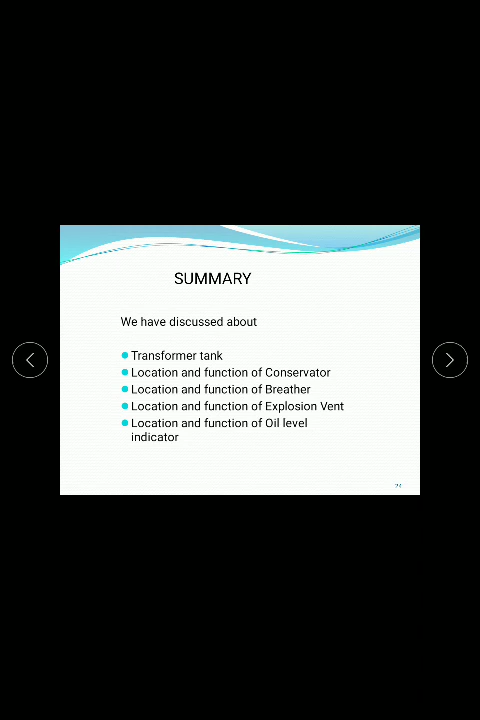 SUMMARY
We have discussed about
Transformer tank
Location and function of Conservator
Location and function of Breather
Location and function of Explosion Vent
Location and function of Oil level
indicator